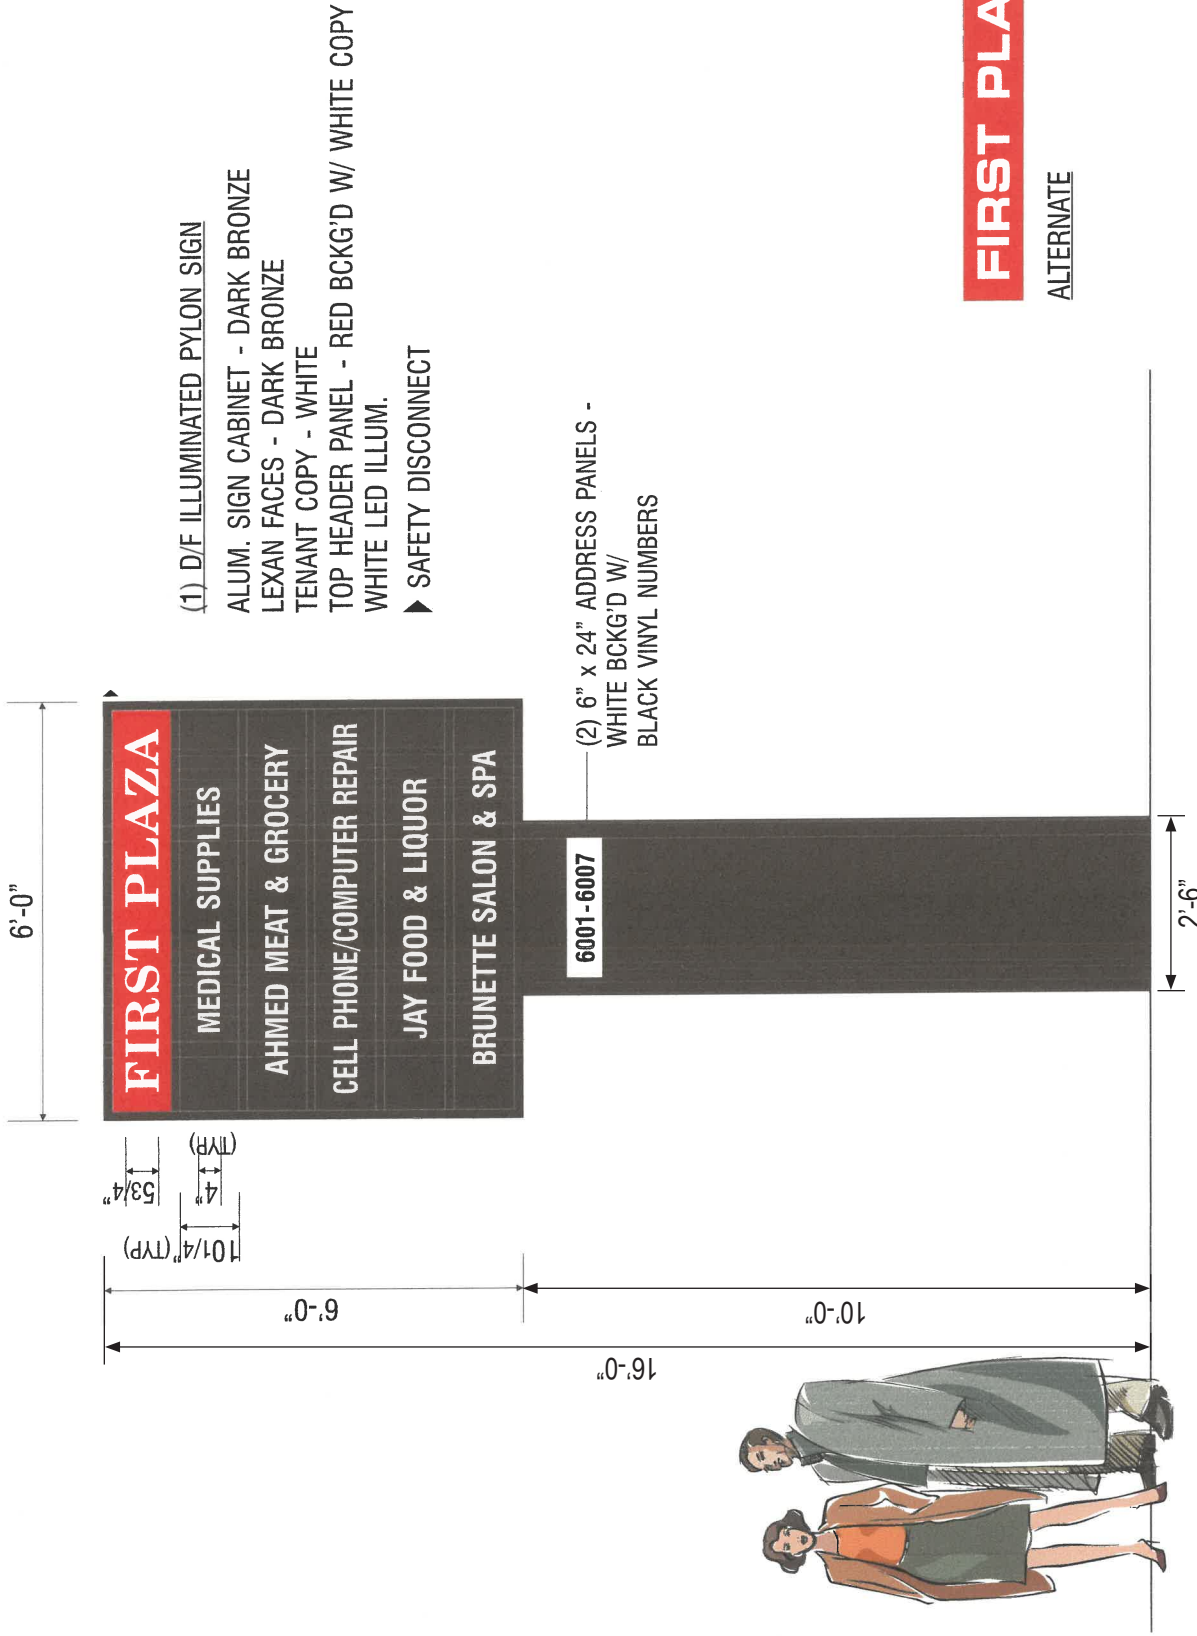 6'-0"
FIRST PLAZA
MEDICAL SUPPLIES
AHMED MEAT & GROCERY
CELL PHONE/COMPUTER REPAIR
JAY FOOD & LIQUOR
BRUNETTE SALON & SPA
6001-6007
5 3/4"
4"
(TYP)
10 1/4" (TYP)
6'-0"
10'-0"
16'-0"
2'-6"
(1) D/F ILLUMINATED PYLON SIGN
ALUM. SIGN CABINET - DARK BRONZE
LEXAN FACES - DARK BRONZE
TENANT COPY - WHITE
TOP HEADER PANEL - RED BCKG'D W/ WHITE COPY
WHITE LED ILLUM.
▶ SAFETY DISCONNECT
(2) 6" x 24" ADDRESS PANELS -
WHITE BCKG'D W/
BLACK VINYL NUMBERS
FIRST PLA
ALTERNATE